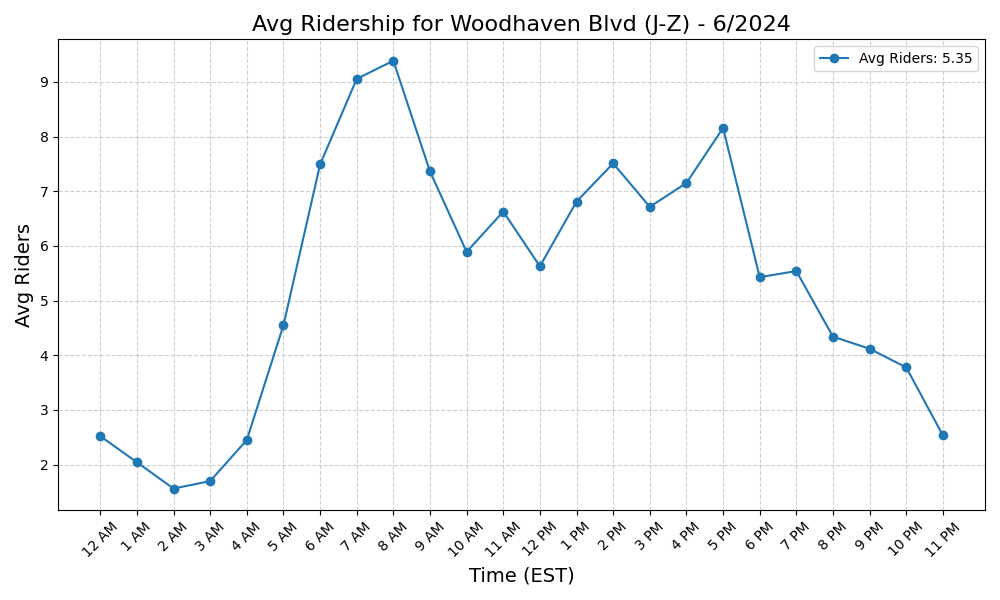 Avg Ridership for Woodhaven Blvd (J-Z) - 6/2024
Avg Riders: 5.35
Avg Riders
9
8
7
6
5
4
3
2
12 AM
1 AM
2 AM
3 AM
4 AM
5 AM
6 AM
7 AM
8 AM
9 AM
10 AM
11 AM
12 PM
1 PM
2 PM
3 PM
4 PM
5 PM
6 PM
7 PM
8 PM
9 PM
10 PM
11 PM
Time (EST)